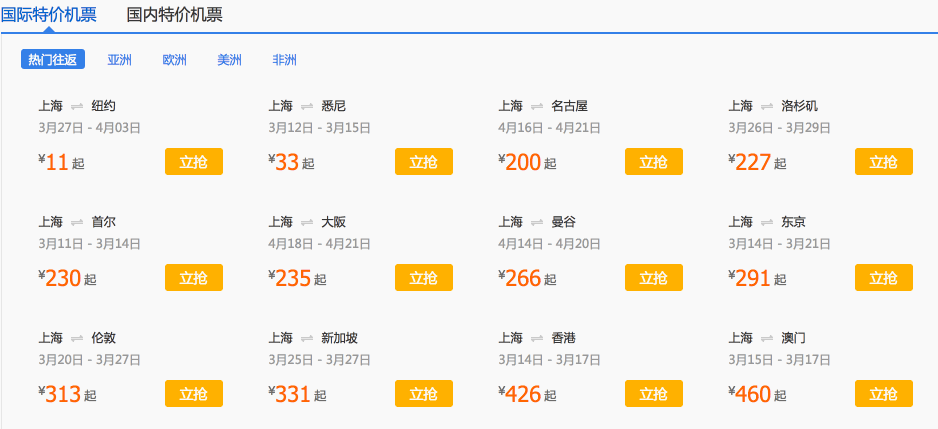 国际特价机票 国内特价机票
热门往返 亚洲 欧洲 美洲 非洲
上海 ⇌ 纽约 上海 ⇌ 悉尼 上海 ⇌ 名古屋 上海 ⇌ 洛杉矶
3月27日 - 4月03日 3月12日 - 3月15日 4月16日 - 4月21日 3月26日 - 3月29日
¥11起 立抢 ¥33起 立抢 ¥200起 立抢 ¥227起 立抢
上海 ⇌ 首尔 上海 ⇌ 大阪 上海 ⇌ 曼谷 上海 ⇌ 东京
3月11日 - 3月14日 4月18日 - 4月21日 4月14日 - 4月20日 3月14日 - 3月21日
¥230起 立抢 ¥235起 立抢 ¥266起 立抢 ¥291起 立抢
上海 ⇌ 伦敦 上海 ⇌ 新加坡 上海 ⇌ 香港 上海 ⇌ 澳门
3月20日 - 3月27日 3月25日 - 3月27日 3月14日 - 3月17日 3月15日 - 3月17日
¥313起 立抢 ¥331起 立抢 ¥426起 立抢 ¥460起 立抢